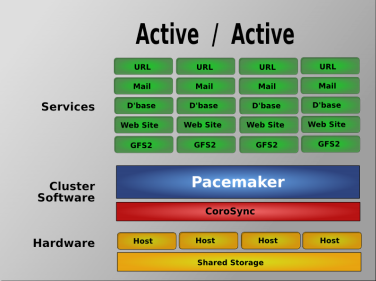 Active / Active
URL URL URL URL
Mail Mail Mail Mail
Services
D'base D'base D'base D'base
Web Site Web Site Web Site Web Site
GFS2 GFS2 GFS2 GFS2
Cluster
Software
Pacemaker
CoroSync
Hardware
Host Host Host Host
Shared Storage